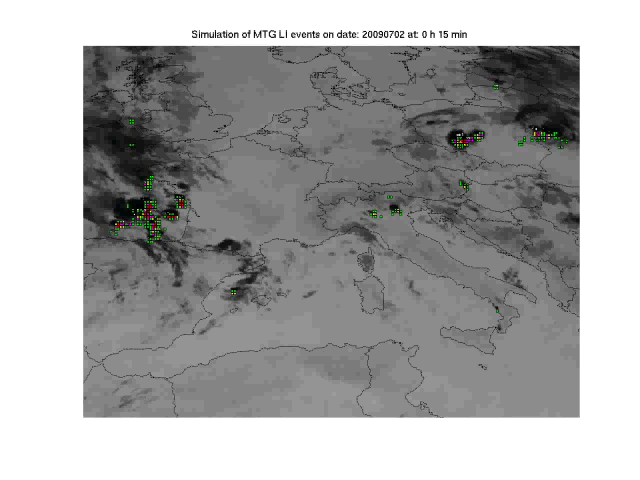 Simulation of MTG LI events on date: 20090702 at: 0 h 15 min